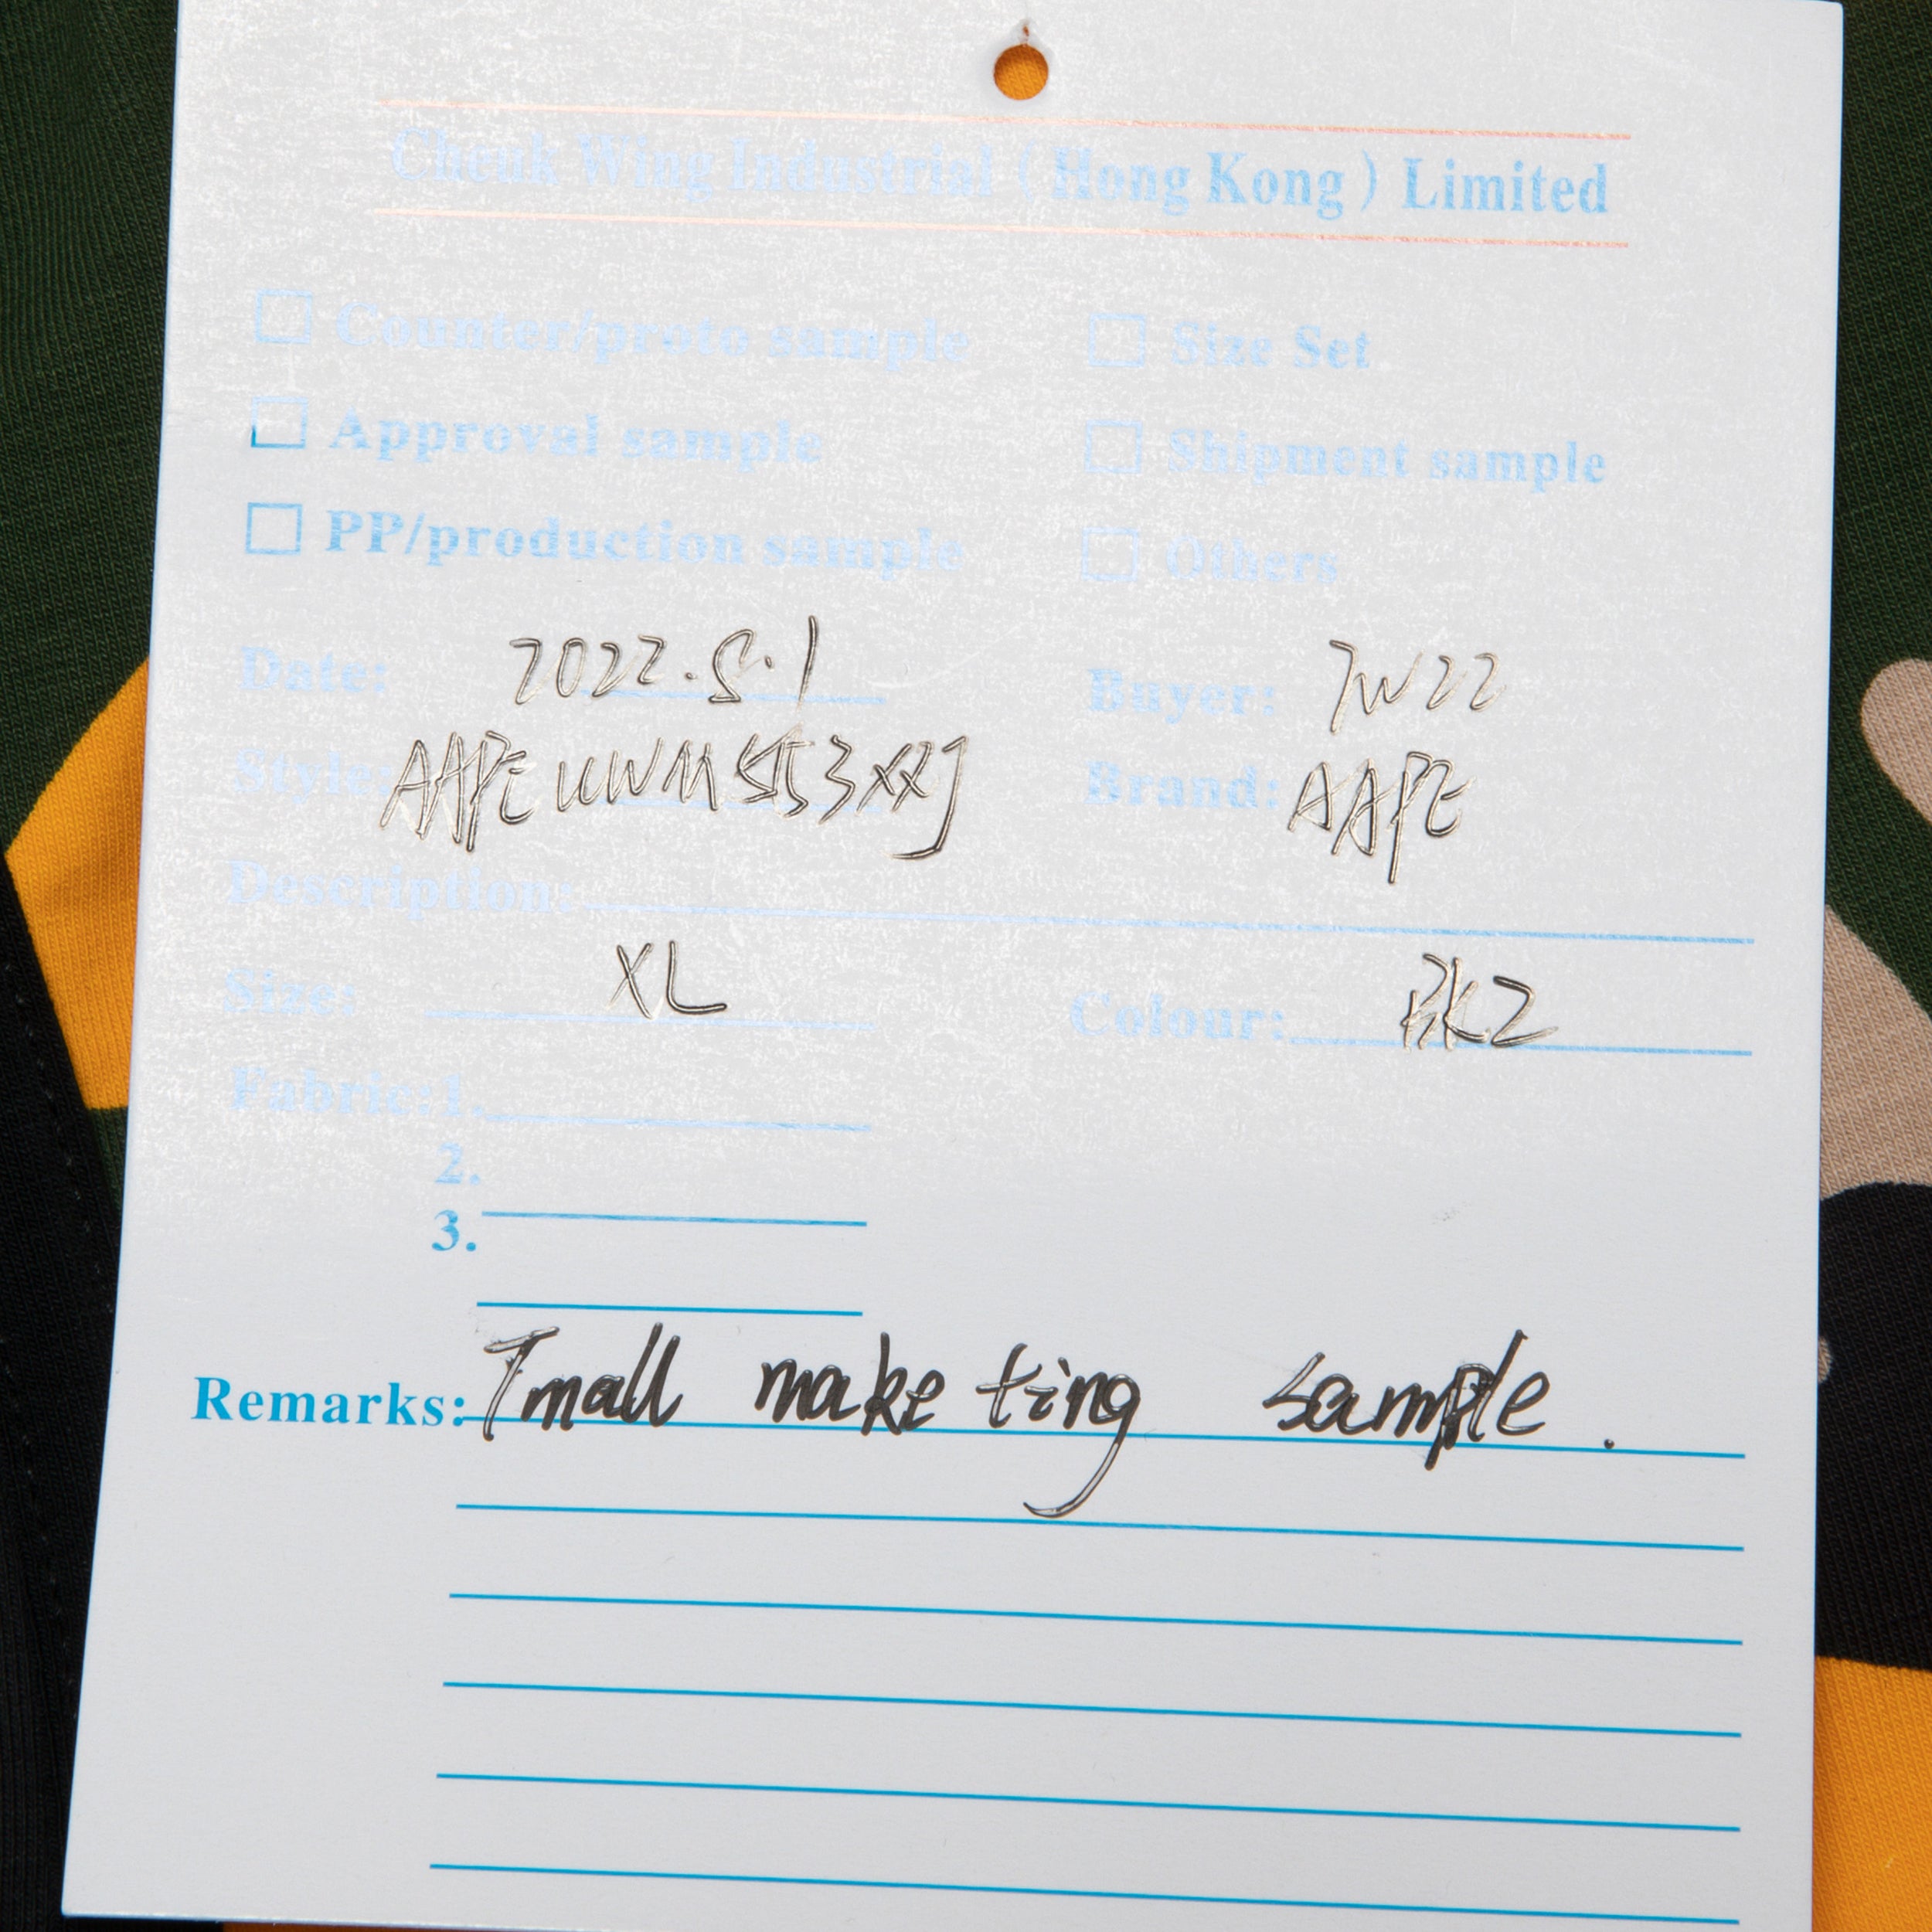 Cheuk Wing Industrial (Hong Kong) Limited
Counter/proto sample Size Set
Approval sample Shipment sample
PP/production sample Others
Date: 2022.5.1 Buyer:
Style: Brand: AAPE
Description:
Size: XL Colour: BKZ
Fabric:1.
2.
3.
Remarks: Tmall make ting sample.